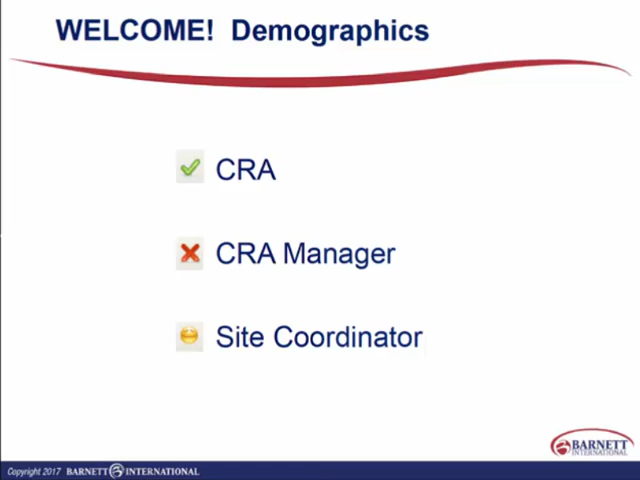 WELCOME! Demographics
CRA
CRA Manager
Site Coordinator
BARNETT
INTERNATIONAL
Copyright 2017 BARNETT INTERNATIONAL